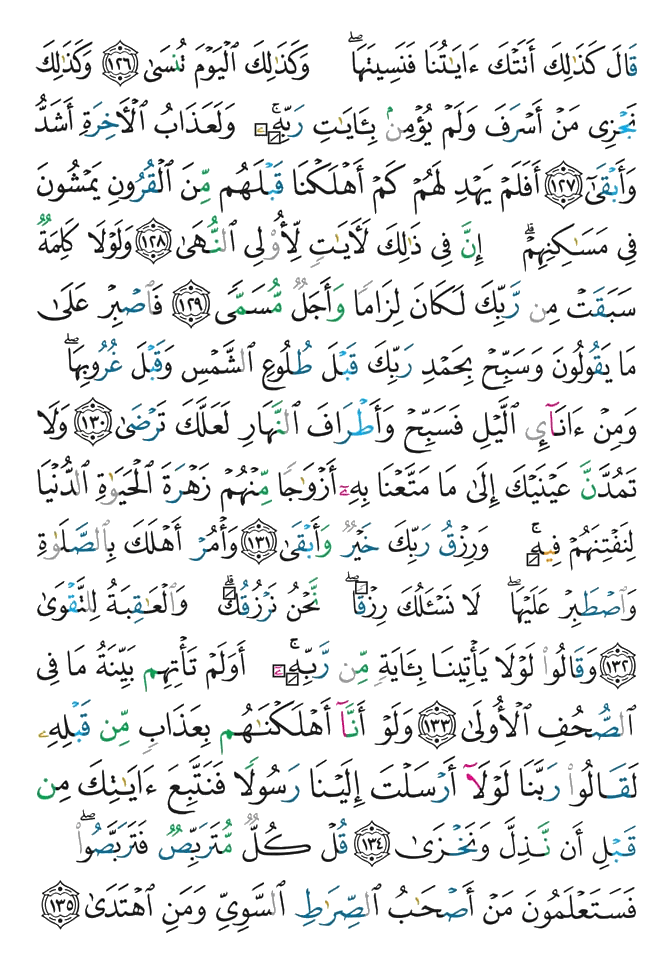 قَالَ كَذَٰلِكَ أَتَتْكَ ءَايَـٰتُنَا فَنَسِيتَهَا ۖ وَكَذَٰلِكَ ٱلْيَوْمَ تُنسَىٰ ١٢٦ وَكَذَٰلِكَ
نَجْزِى مَنْ أَسْرَفَ وَلَمْ يُؤْمِنۢ بِـَٔايَـٰتِ رَبِّهِۦ ۚ وَلَعَذَابُ ٱلْـَٔاخِرَةِ أَشَدُّ
وَأَبْقَىٰٓ ١٢٧ أَفَلَمْ يَهْدِ لَهُمْ كَمْ أَهْلَكْنَا قَبْلَهُم مِّنَ ٱلْقُرُونِ يَمْشُونَ
فِى مَسَـٰكِنِهِمْ ۗ إِنَّ فِى ذَٰلِكَ لَـَٔايَـٰتٍ لِّأُو۟لِى ٱلنُّهَىٰ ١٢٨ وَلَوْلَا كَلِمَةٌ
سَبَقَتْ مِن رَّبِّكَ لَكَانَ لِزَامًا وَأَجَلٌ مُّسَمًّى ١٢٩ فَٱصْبِرْ عَلَىٰ
مَا يَقُولُونَ وَسَبِّحْ بِحَمْدِ رَبِّكَ قَبْلَ طُلُوعِ ٱلشَّمْسِ وَقَبْلَ غُرُوبِهَا ۖ
وَمِنْ ءَانَآئِ ٱلَّيْلِ فَسَبِّحْ وَأَطْرَافَ ٱلنَّهَارِ لَعَلَّكَ تَرْضَىٰ ١٣٠ وَلَا
تَمُدَّنَّ عَيْنَيْكَ إِلَىٰ مَا مَتَّعْنَا بِهِۦٓ أَزْوَٰجًا مِّنْهُمْ زَهْرَةَ ٱلْحَيَوٰةِ ٱلدُّنْيَا
لِنَفْتِنَهُمْ فِيهِ ۚ وَرِزْقُ رَبِّكَ خَيْرٌ وَأَبْقَىٰ ١٣١ وَأْمُرْ أَهْلَكَ بِٱلصَّلَوٰةِ
وَٱصْطَبِرْ عَلَيْهَا ۖ لَا نَسْـَٔلُكَ رِزْقًا ۖ نَّحْنُ نَرْزُقُكَ ۗ وَٱلْعَـٰقِبَةُ لِلتَّقْوَىٰ
١٣٢ وَقَالُوا۟ لَوْلَا يَأْتِينَا بِـَٔايَةٍ مِّن رَّبِّهِۦٓ ۚ أَوَلَمْ تَأْتِهِم بَيِّنَةُ مَا فِى
ٱلصُّحُفِ ٱلْأُولَىٰ ١٣٣ وَلَوْ أَنَّآ أَهْلَكْنَـٰهُم بِعَذَابٍ مِّن قَبْلِهِۦ
لَقَالُوا۟ رَبَّنَا لَوْلَآ أَرْسَلْتَ إِلَيْنَا رَسُولًا فَنَتَّبِعَ ءَايَـٰتِكَ مِن
قَبْلِ أَن نَّذِلَّ وَنَخْزَىٰ ١٣٤ قُلْ كُلٌّ مُّتَرَبِّصٌ فَتَرَبَّصُوا۟ ۖ
فَسَتَعْلَمُونَ مَنْ أَصْحَـٰبُ ٱلصِّرَٰطِ ٱلسَّوِىِّ وَمَنِ ٱهْتَدَىٰ ١٣٥